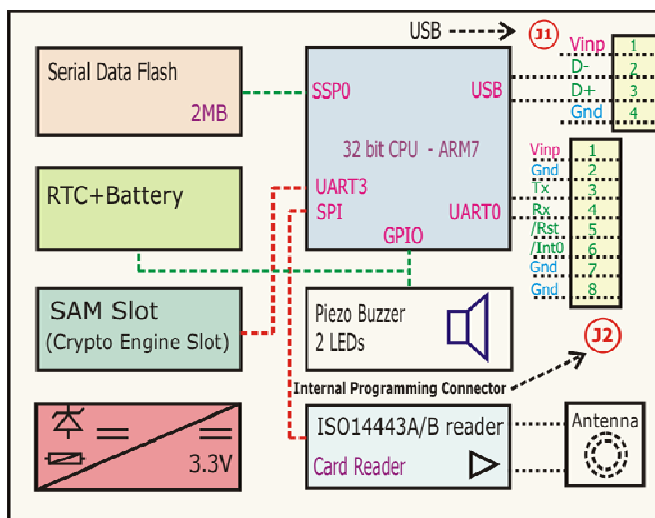 USB
J1
Serial Data Flash
2MB
SSP0
USB
32 bit CPU - ARM7
UART3
SPI
UART0
GPIO
Vinp 1
D- 2
D+ 3
Gnd 4
RTC+Battery
Vinp 1
Gnd 2
Tx 3
Rx 4
/Rst 5
/Int0 6
Gnd 7
Gnd 8
SAM Slot
(Crypto Engine Slot)
Piezo Buzzer
2 LEDs
J2
Internal Programming Connector
3.3V
ISO14443A/B reader
Card Reader
Antenna